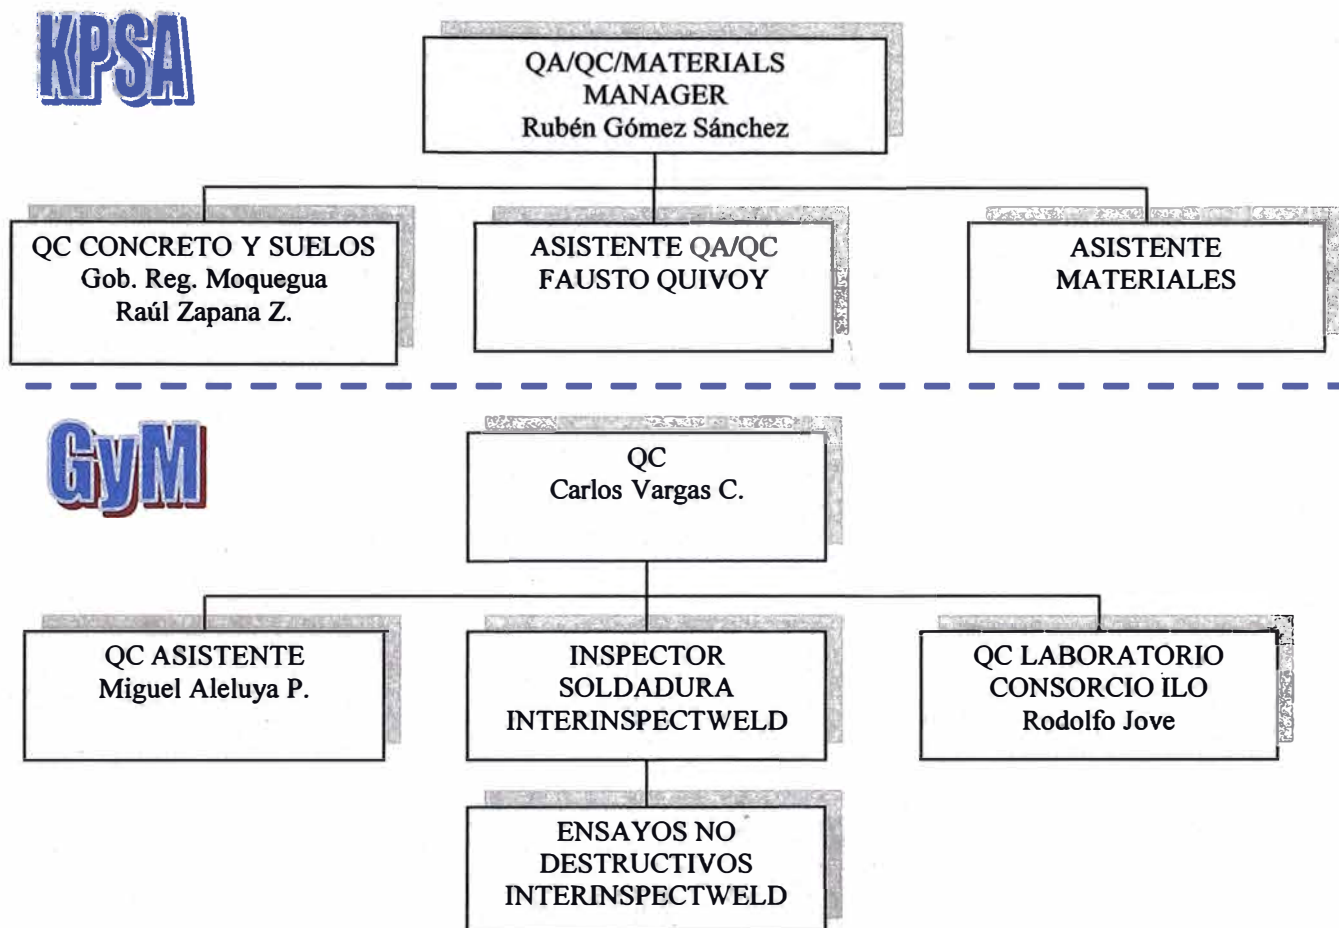 KPSA
QA/QC/MATERIALS
MANAGER
Rubén Gómez Sánchez
QC CONCRETO Y SUELOS
Gob. Reg. Moquegua
Raúl Zapana Z.
ASISTENTE QA/QC
FAUSTO QUIVOY
ASISTENTE
MATERIALES
GyM
QC
Carlos Vargas C.
QC ASISTENTE
Miguel Aleluya P.
INSPECTOR
SOLDADURA
INTERINSPECTWELD
QC LABORATORIO
CONSORCIO ILO
Rodolfo Jove
ENSAYOS NO
DESTRUCTIVOS
INTERINSPECTWELD